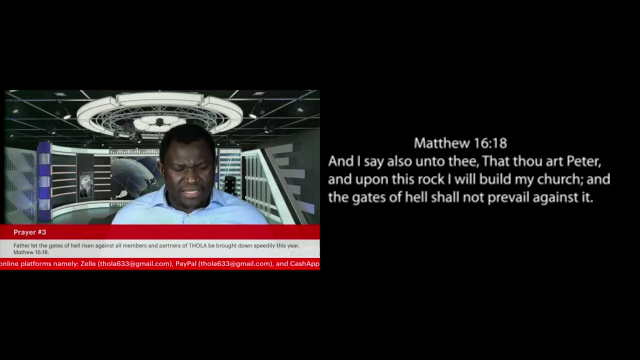 Prayer #3
Father let the gates of hell risen against all members and partners of THOLA be brought down speedily this year.
Mathew 16:18.
online platforms namely: Zelle (thola633@gmail.com), PayPal (thola633@gmail.com), and CashApp
Matthew 16:18
And I say also unto thee, That thou art Peter,
and upon this rock I will build my church; and
the gates of hell shall not prevail against it.